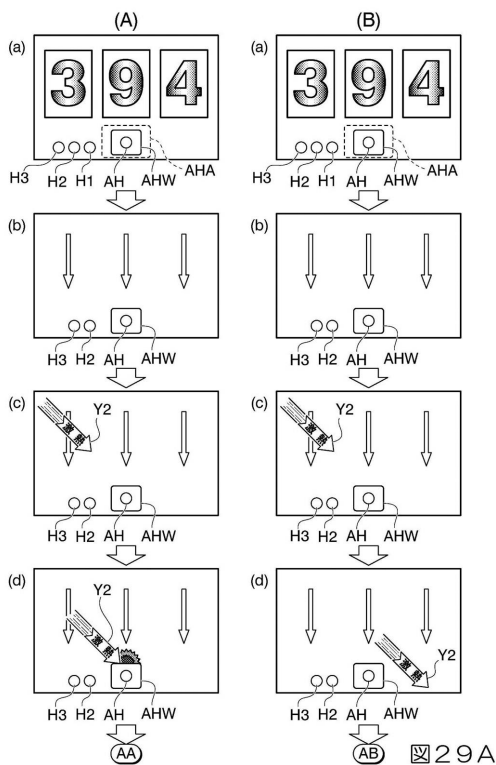 (A)
(a)
3 9 4
H3 H2 H1 AH AHW AHA
(b)
H3 H2 AH AHW
(c)
Y2
H3 H2 AH AHW
(d)
Y2
H3 H2 AH AHW
AA
(B)
(a)
3 9 4
H3 H2 H1 AH AHW AHA
(b)
H3 H2 AH AHW
(c)
Y2
H3 H2 AH AHW
(d)
Y2
H3 H2 AH AHW
AB
図29A